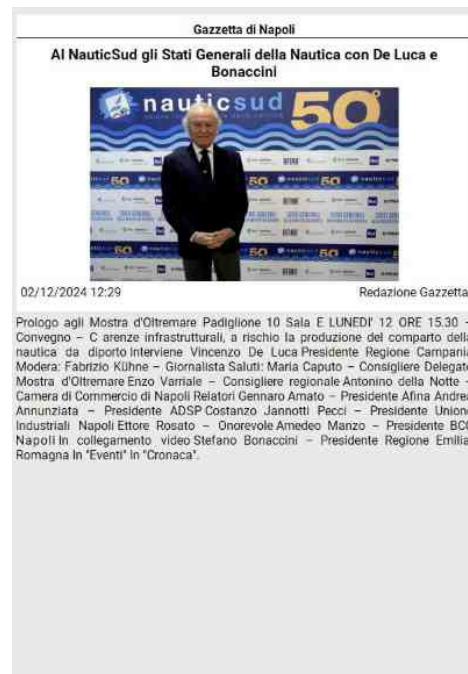 Gazzetta di Napoli
Al NauticSud gli Stati Generali della Nautica con De Luca e
Bonaccini
nauticsud 50°
02/12/2024 12:29
Redazione Gazzetta
Prologo agli Mostra d'Oltremare Padiglione 10 Sala E LUNEDI' 12 ORE 15.30 –
Convegno – C arenze infrastrutturali, a rischio la produzione del comparto della
nautica da diporto Interviene Vincenzo De Luca Presidente Regione Campania
Modera: Fabrizio Kühne – Giornalista Saluti: Maria Caputo – Consigliere Delegato
Mostra d'Oltremare Enzo Varriale – Consigliere regionale Antonino della Notte –
Camera di Commercio di Napoli Relatori Gennaro Amato – Presidente Afina Andrea
Annunziata – Presidente ADSP Costanzo Jannotti Pecci – Presidente Unione
Industriali Napoli Ettore Rosato – Onorevole Amedeo Manzo – Presidente BCC
Napoli In collegamento video Stefano Bonaccini – Presidente Regione Emilia
Romagna In "Eventi" In "Cronaca".